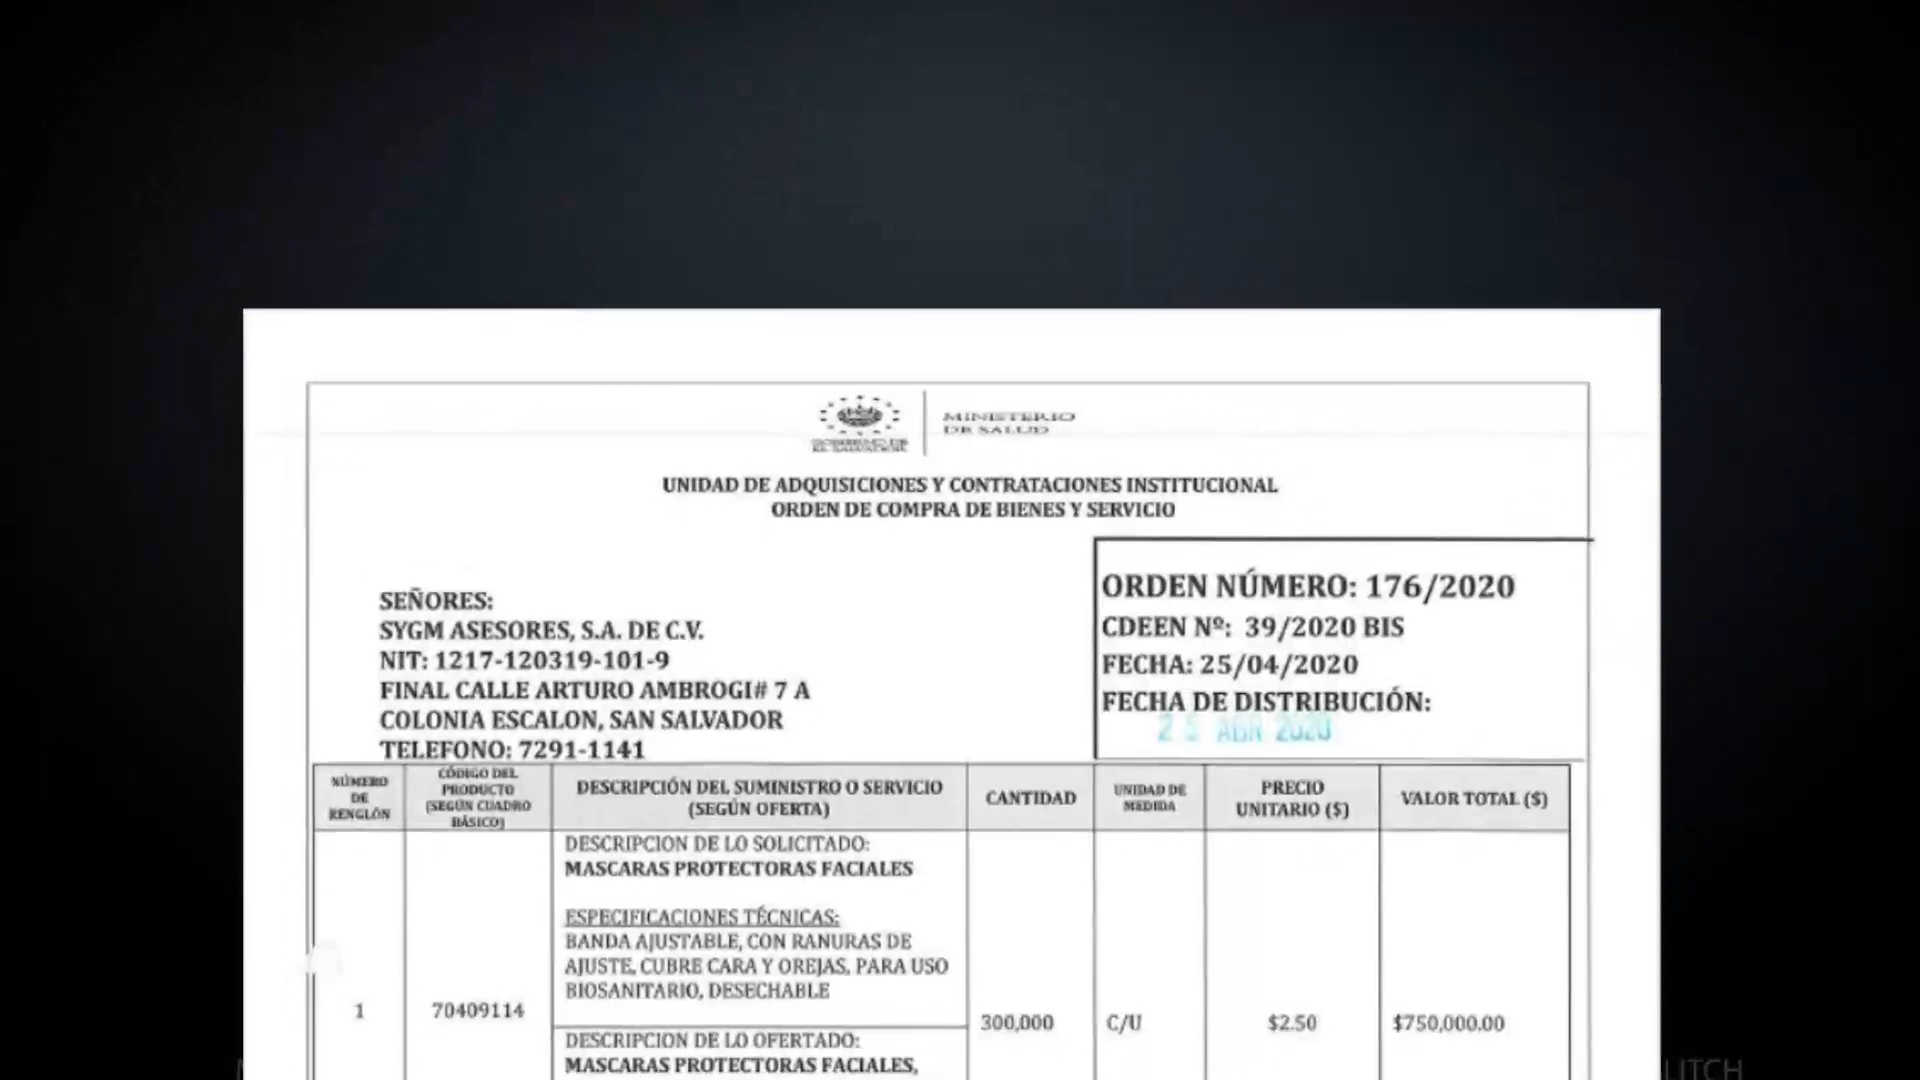 GOBIERNO DE
EL SALVADOR
MINISTERIO
DE SALUD
UNIDAD DE ADQUISICIONES Y CONTRATACIONES INSTITUCIONAL
ORDEN DE COMPRA DE BIENES Y SERVICIO
SEÑORES:
SYGM ASESORES, S.A. DE C.V.
NIT: 1217-120319-101-9
FINAL CALLE ARTURO AMBROGI# 7 A
COLONIA ESCALON, SAN SALVADOR
TELEFONO: 7291-1141
ORDEN NÚMERO: 176/2020
CDEEN Nº: 39/2020 BIS
FECHA: 25/04/2020
FECHA DE DISTRIBUCIÓN:
25 ABR 2020
NÚMERO
DE
RENGLÓN
CÓDIGO DEL
PRODUCTO
(SEGÚN CUADRO
BÁSICO)
DESCRIPCIÓN DEL SUMINISTRO O SERVICIO
(SEGÚN OFERTA)
CANTIDAD
UNIDAD DE
MEDIDA
PRECIO
UNITARIO ($)
VALOR TOTAL ($)
1
70409114
DESCRIPCION DE LO SOLICITADO:
MASCARAS PROTECTORAS FACIALES
ESPECIFICACIONES TÉCNICAS:
BANDA AJUSTABLE, CON RANURAS DE
AJUSTE, CUBRE CARA Y OREJAS, PARA USO
BIOSANITARIO, DESECHABLE
DESCRIPCION DE LO OFERTADO:
MASCARAS PROTECTORAS FACIALES,
300,000
C/U
$2.50
$750,000.00